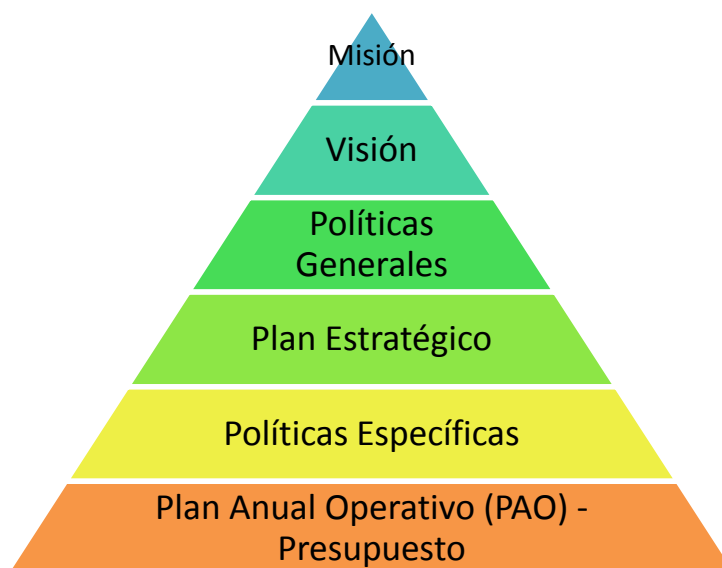 Misión
Visión
Políticas
Generales
Plan Estratégico
Políticas Específicas
Plan Anual Operativo (PAO) -
Presupuesto